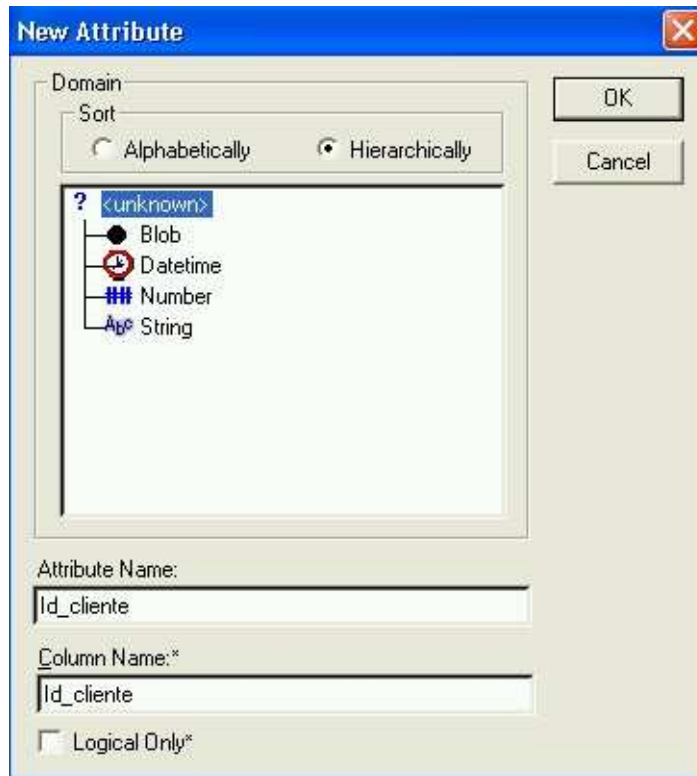 New Attribute
Domain
Sort
Alphabetically
Hierarchically
OK
Cancel
? <unknown>
Blob
Datetime
Number
Abc String
Attribute Name:
Id_cliente
Column Name:*
Id_cliente
Logical Only*